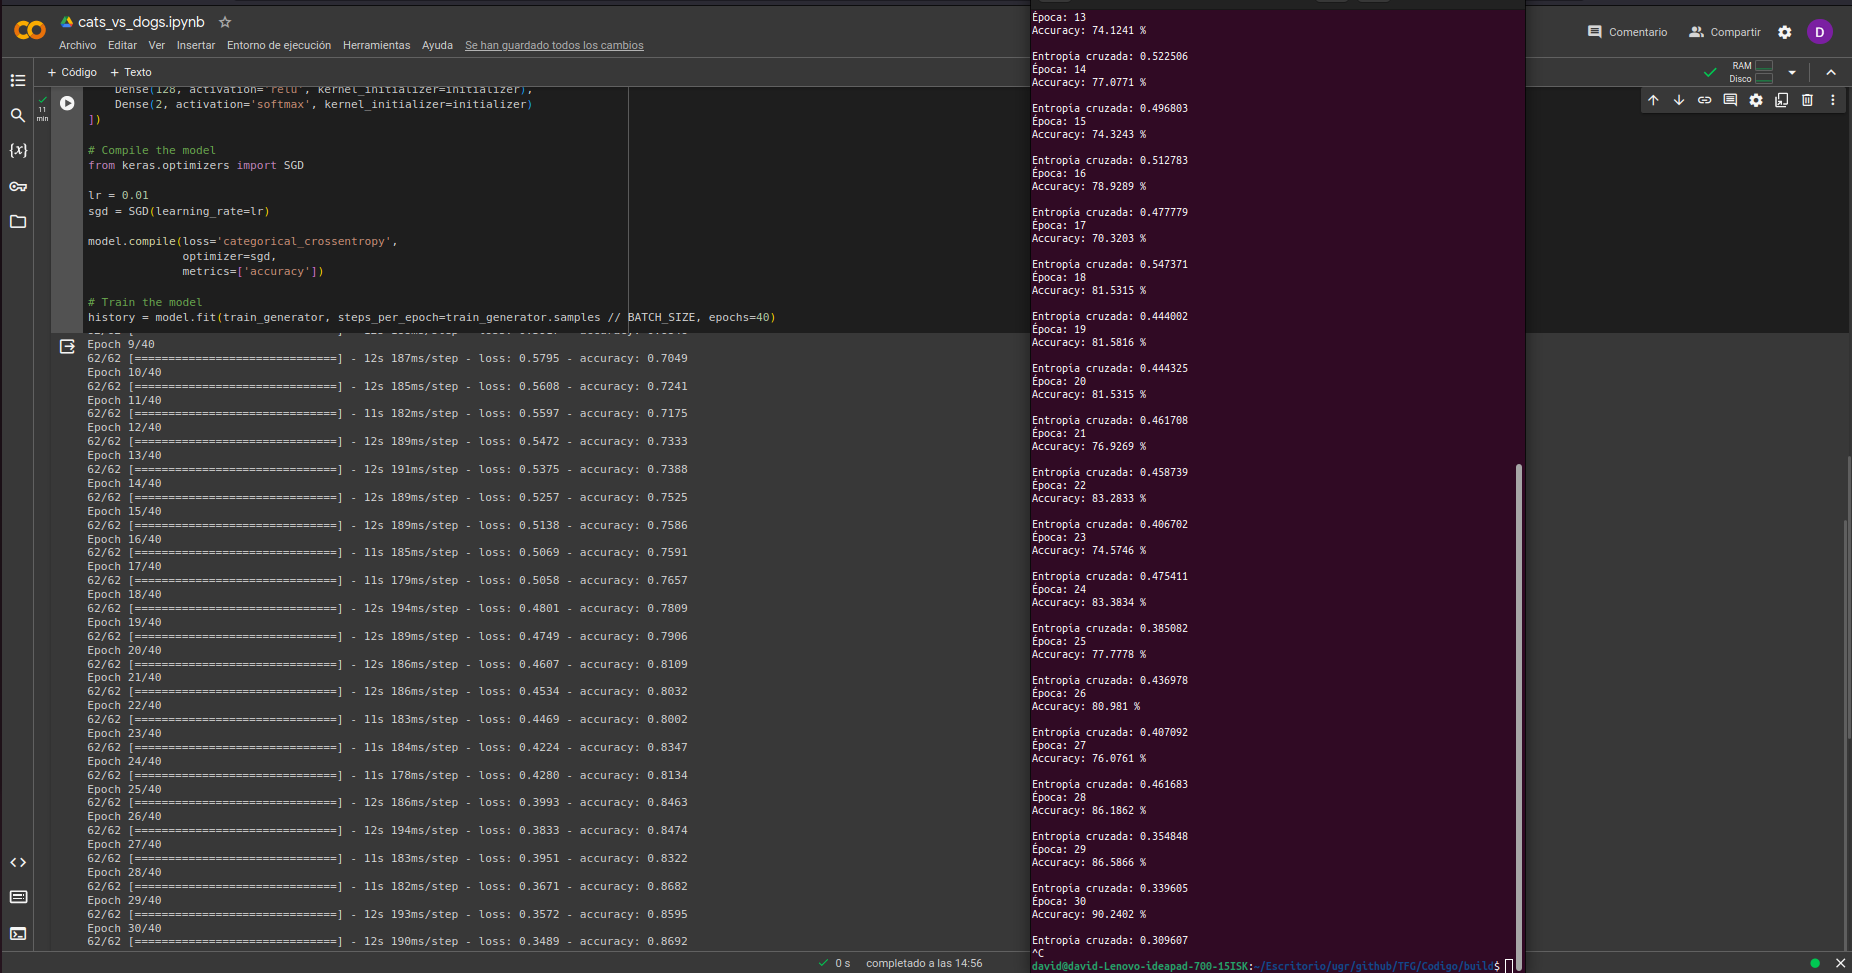 cats_vs_dogs.ipynb
Archivo Editar Ver Insertar Entorno de ejecución Herramientas Ayuda Se han guardado todos los cambios
Comentario Compartir D
+ Código + Texto
RAM
Disco
11
min
Dense(128, activation='relu', kernel_initializer=initializer),
Dense(2, activation='softmax', kernel_initializer=initializer)
])
# Compile the model
from keras.optimizers import SGD
lr = 0.01
sgd = SGD(learning_rate=lr)
model.compile(loss='categorical_crossentropy',
optimizer=sgd,
metrics=['accuracy'])
# Train the model
history = model.fit(train_generator, steps_per_epoch=train_generator.samples // BATCH_SIZE, epochs=40)
Epoch 9/40
62/62 [==============================] - 12s 187ms/step - loss: 0.5795 - accuracy: 0.7049
Epoch 10/40
62/62 [==============================] - 12s 185ms/step - loss: 0.5608 - accuracy: 0.7241
Epoch 11/40
62/62 [==============================] - 11s 182ms/step - loss: 0.5597 - accuracy: 0.7175
Epoch 12/40
62/62 [==============================] - 12s 189ms/step - loss: 0.5472 - accuracy: 0.7333
Epoch 13/40
62/62 [==============================] - 12s 191ms/step - loss: 0.5375 - accuracy: 0.7388
Epoch 14/40
62/62 [==============================] - 12s 189ms/step - loss: 0.5257 - accuracy: 0.7525
Epoch 15/40
62/62 [==============================] - 12s 189ms/step - loss: 0.5138 - accuracy: 0.7586
Epoch 16/40
62/62 [==============================] - 11s 185ms/step - loss: 0.5069 - accuracy: 0.7591
Epoch 17/40
62/62 [==============================] - 11s 179ms/step - loss: 0.5058 - accuracy: 0.7657
Epoch 18/40
62/62 [==============================] - 12s 194ms/step - loss: 0.4801 - accuracy: 0.7809
Epoch 19/40
62/62 [==============================] - 12s 189ms/step - loss: 0.4749 - accuracy: 0.7906
Epoch 20/40
62/62 [==============================] - 12s 186ms/step - loss: 0.4607 - accuracy: 0.8109
Epoch 21/40
62/62 [==============================] - 12s 186ms/step - loss: 0.4534 - accuracy: 0.8032
Epoch 22/40
62/62 [==============================] - 11s 183ms/step - loss: 0.4469 - accuracy: 0.8002
Epoch 23/40
62/62 [==============================] - 11s 184ms/step - loss: 0.4224 - accuracy: 0.8347
Epoch 24/40
62/62 [==============================] - 11s 178ms/step - loss: 0.4280 - accuracy: 0.8134
Epoch 25/40
62/62 [==============================] - 12s 186ms/step - loss: 0.3993 - accuracy: 0.8463
Epoch 26/40
62/62 [==============================] - 12s 194ms/step - loss: 0.3833 - accuracy: 0.8474
Epoch 27/40
62/62 [==============================] - 11s 183ms/step - loss: 0.3951 - accuracy: 0.8322
Epoch 28/40
62/62 [==============================] - 11s 182ms/step - loss: 0.3671 - accuracy: 0.8682
Epoch 29/40
62/62 [==============================] - 12s 193ms/step - loss: 0.3572 - accuracy: 0.8595
Epoch 30/40
62/62 [==============================] - 12s 190ms/step - loss: 0.3489 - accuracy: 0.8692
0 s completado a las 14:56
Época: 13
Accuracy: 74.1241 %
Entropía cruzada: 0.522506
Época: 14
Accuracy: 77.0771 %
Entropía cruzada: 0.496803
Época: 15
Accuracy: 74.3243 %
Entropía cruzada: 0.512783
Época: 16
Accuracy: 78.9289 %
Entropía cruzada: 0.477779
Época: 17
Accuracy: 70.3203 %
Entropía cruzada: 0.547371
Época: 18
Accuracy: 81.5315 %
Entropía cruzada: 0.444002
Época: 19
Accuracy: 81.5816 %
Entropía cruzada: 0.444325
Época: 20
Accuracy: 81.5315 %
Entropía cruzada: 0.461708
Época: 21
Accuracy: 76.9269 %
Entropía cruzada: 0.458739
Época: 22
Accuracy: 83.2833 %
Entropía cruzada: 0.406702
Época: 23
Accuracy: 74.5746 %
Entropía cruzada: 0.475411
Época: 24
Accuracy: 83.3834 %
Entropía cruzada: 0.385082
Época: 25
Accuracy: 77.7778 %
Entropía cruzada: 0.436978
Época: 26
Accuracy: 80.981 %
Entropía cruzada: 0.407092
Época: 27
Accuracy: 76.0761 %
Entropía cruzada: 0.461683
Época: 28
Accuracy: 86.1862 %
Entropía cruzada: 0.354848
Época: 29
Accuracy: 86.5866 %
Entropía cruzada: 0.339605
Época: 30
Accuracy: 90.2402 %
Entropía cruzada: 0.309607
^C
david@david-Lenovo-ideapad-700-15ISK:~/Escritorio/ugr/github/TFG/Codigo/build$